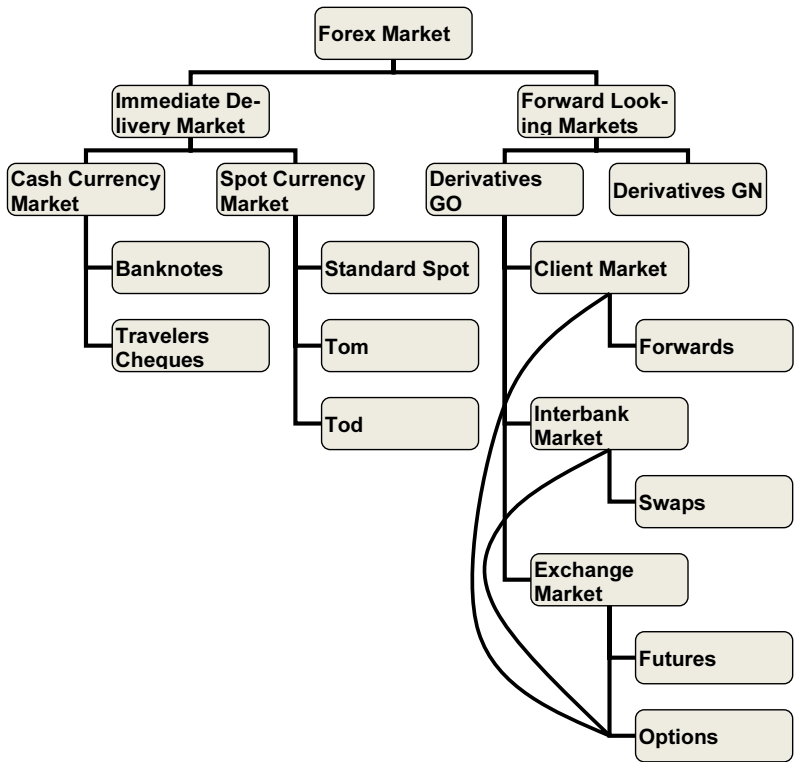 Forex Market
Immediate De-
livery Market
Forward Look-
ing Markets
Cash Currency
Market
Spot Currency
Market
Derivatives
GO
Derivatives GN
Banknotes
Standard Spot
Client Market
Travelers
Cheques
Tom
Forwards
Tod
Interbank
Market
Swaps
Exchange
Market
Futures
Options